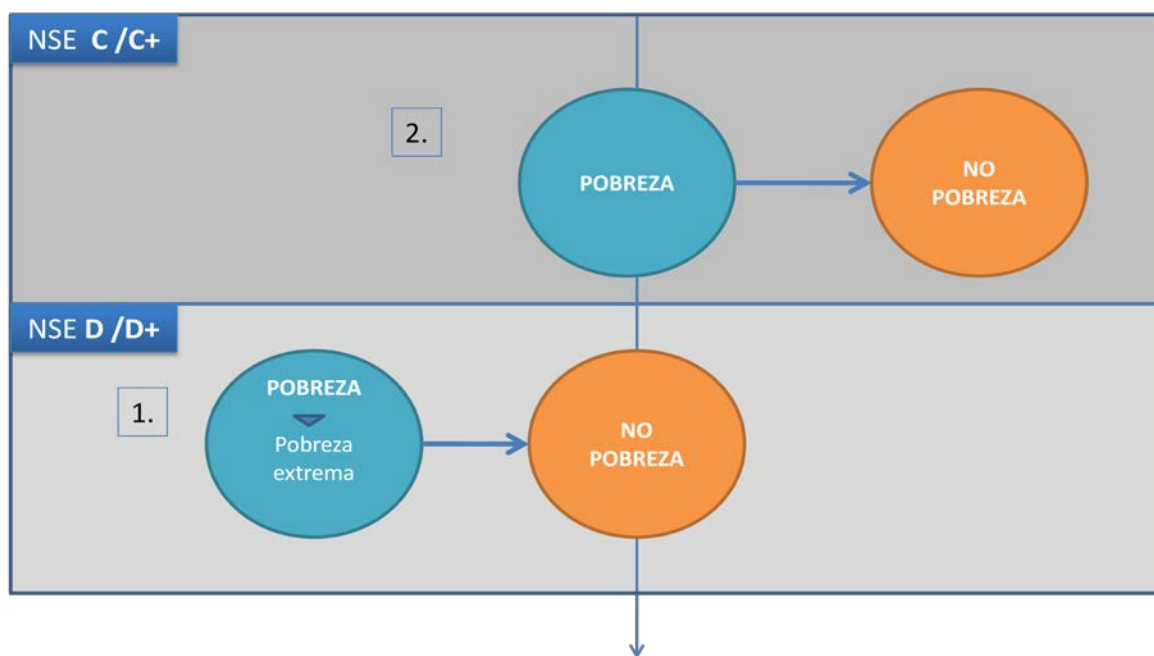 NSE C /C+
2.
POBREZA
NO
POBREZA
NSE D /D+
1.
POBREZA
Pobreza
extrema
NO
POBREZA